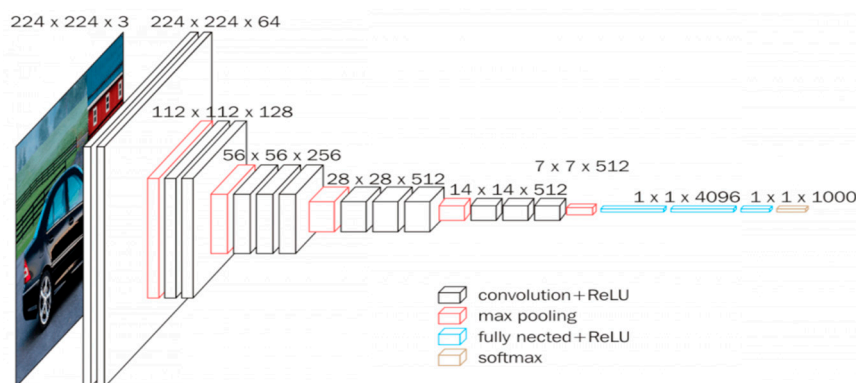 224 x 224 x 3
224 x 224 x 64
112 x 112 x 128
56 x 56 x 256
28 x 28 x 512
14 x 14 x 512
7 x 7 x 512
1 x 1 x 4096
1 x 1 x 1000
convolution+ReLU
max pooling
fully nected+ReLU
softmax